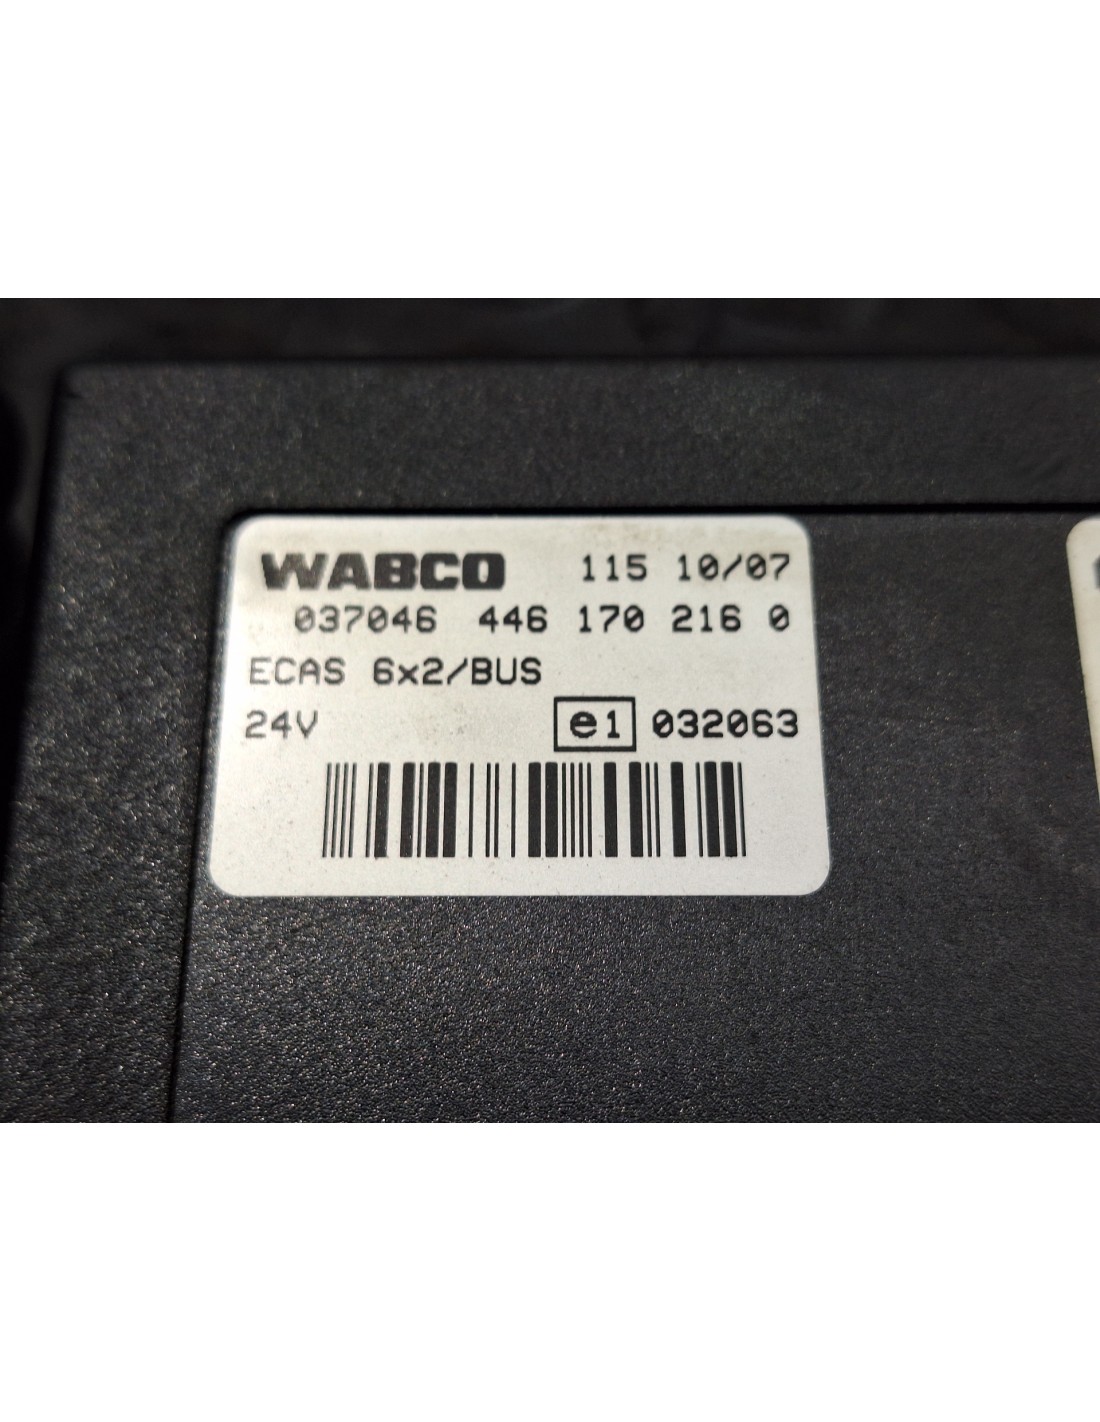 WABCO 115 10/07
037046 446 170 216 0
ECAS 6x2/BUS
24V e1 032063